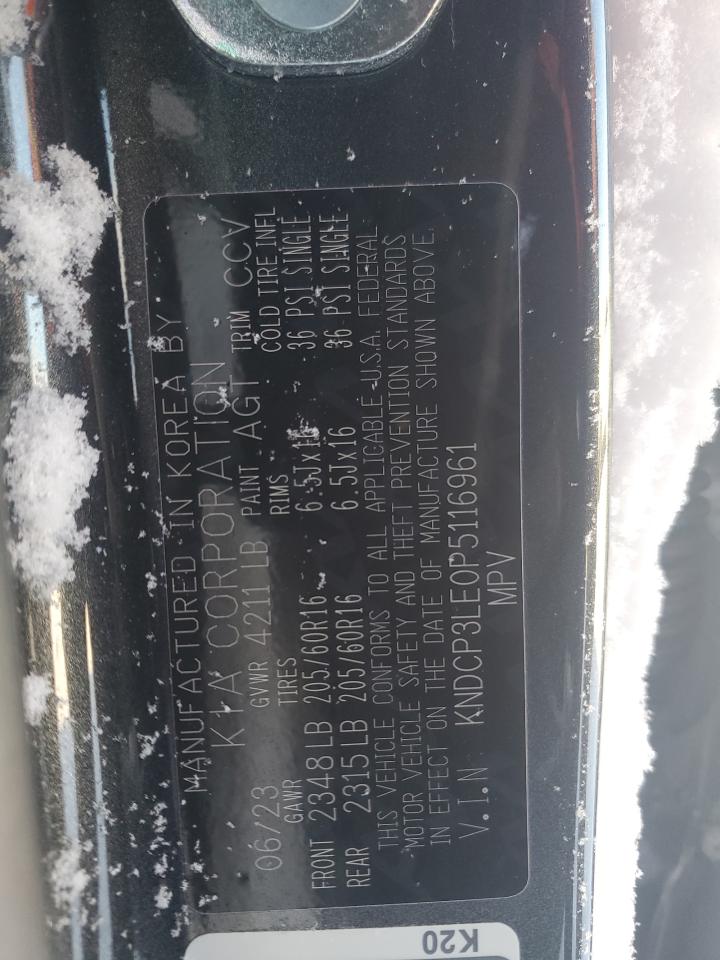 MANUFACTURED IN KOREA BY
KIA CORPORATION
06/23 GVWR 4211 LB PAINT AGT TRIM CCV
GAWR TIRES RIMS COLD TIRE INFL
FRONT 2348 LB 205/60R16 6.5Jx16 36 PSI SINGLE
REAR 2315 LB 205/60R16 6.5Jx16 36 PSI SINGLE
THIS VEHICLE CONFORMS TO ALL APPLICABLE U.S.A. FEDERAL
MOTOR VEHICLE SAFETY AND THEFT PREVENTION STANDARDS
IN EFFECT ON THE DATE OF MANUFACTURE SHOWN ABOVE.
V.I.N KNDCP3LE0P5116961
MPV
K20